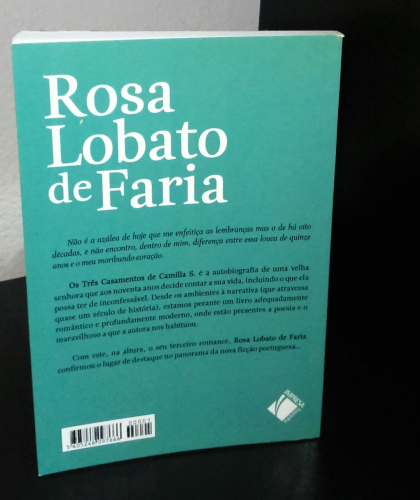 Rosa
Lobato
de Faria
Não é a azálea de hoje que me enfeitiça as lembranças mas a de há oito
décadas, e não encontro, dentro de mim, diferença entre essa louca de quinze
anos e o meu moribundo coração.
Os Três Casamentos de Camilla S. é a autobiografia de uma velha
senhora que aos noventa anos decide contar a sua vida, incluindo o que ela
possa ter de inconfessável. Desde os ambientes à narrativa (que atravessa
quase um século de história), estamos perante um livro adequadamente
romântico e profundamente moderno, onde estão presentes a poesia e o
maravilhoso a que a autora nos habituou.
Com este, na altura, o seu terceiro romance, Rosa Lobato de Faria
confirmou o lugar de destaque no panorama da nova ficção portuguesa...
00001
IMPRESA